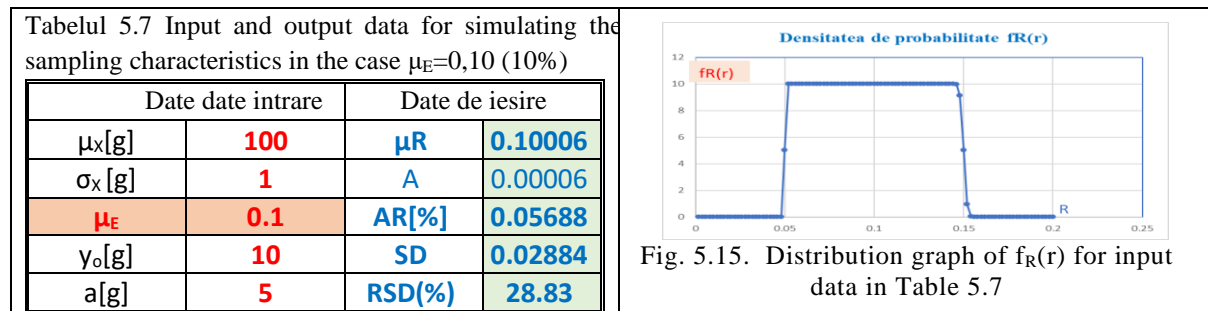 Tabelul 5.7 Input and output data for simulating the
sampling characteristics in the case μE=0,10 (10%)
Date date intrare Date de iesire
μX[g] 100 μR 0.10006
σX [g] 1 A 0.00006
μE 0.1 AR[%] 0.05688
yo[g] 10 SD 0.02884
a[g] 5 RSD(%) 28.83
Densitatea de probabilitate fR(r)
fR(r)
12
10
8
6
4
2
0
R
0 0.05 0.1 0.15 0.2 0.25
Fig. 5.15. Distribution graph of fR(r) for input
data in Table 5.7